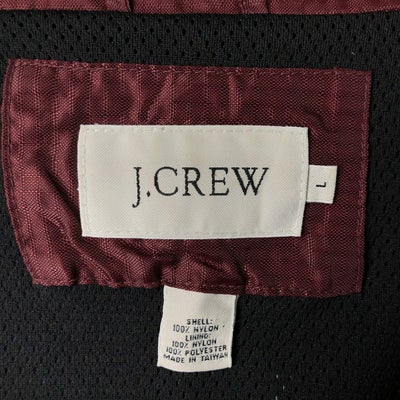 J.CREW
L
SHELL:
100% NYLON
LINING:
100% NYLON
100% POLYESTER
MADE IN TAIWAN